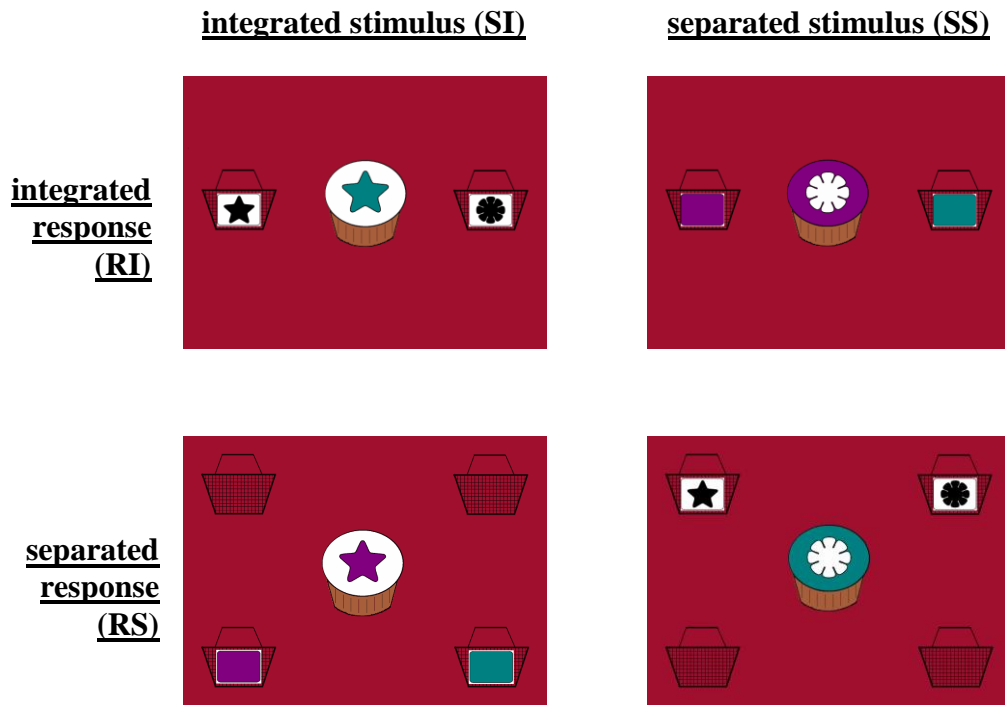 integrated stimulus (SI)
separated stimulus (SS)
integrated
response
(RI)
separated
response
(RS)